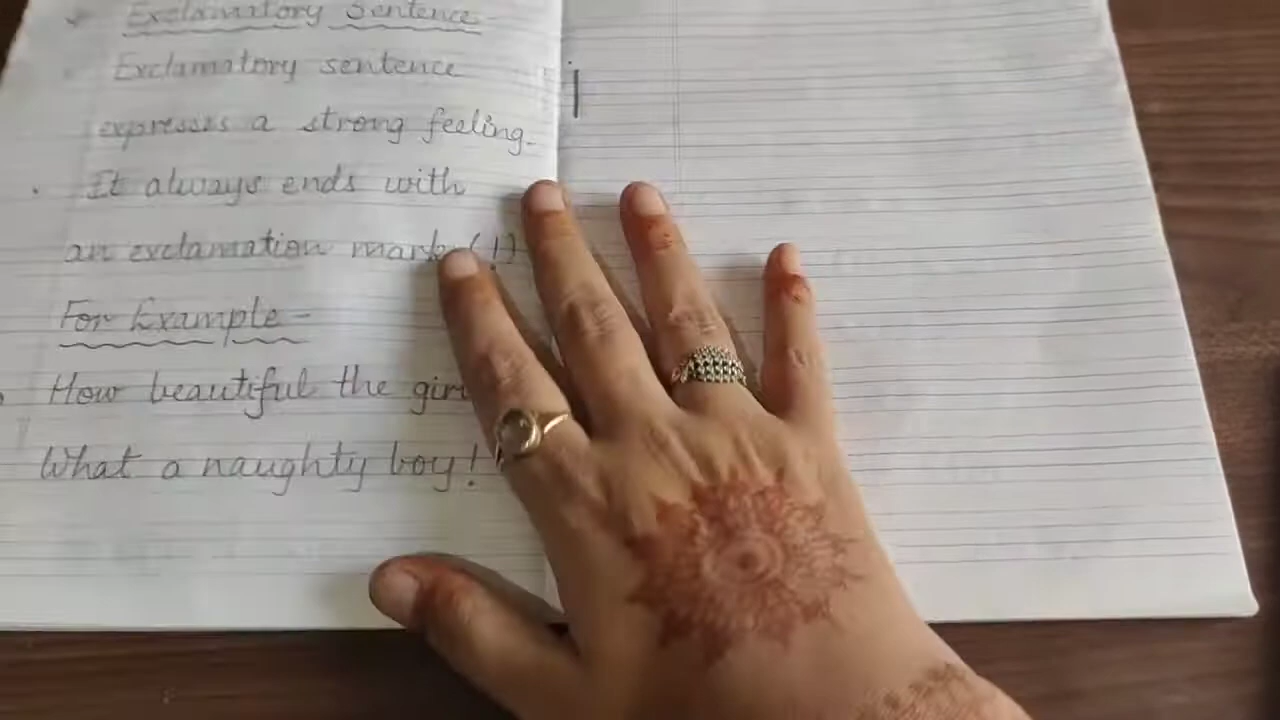 Exclamatory Sentence-
Exclamatory sentence
expresses a strong feeling.
It always ends with
an exclamation mark (!)
For Example-
How beautiful the
What a naughty boy!